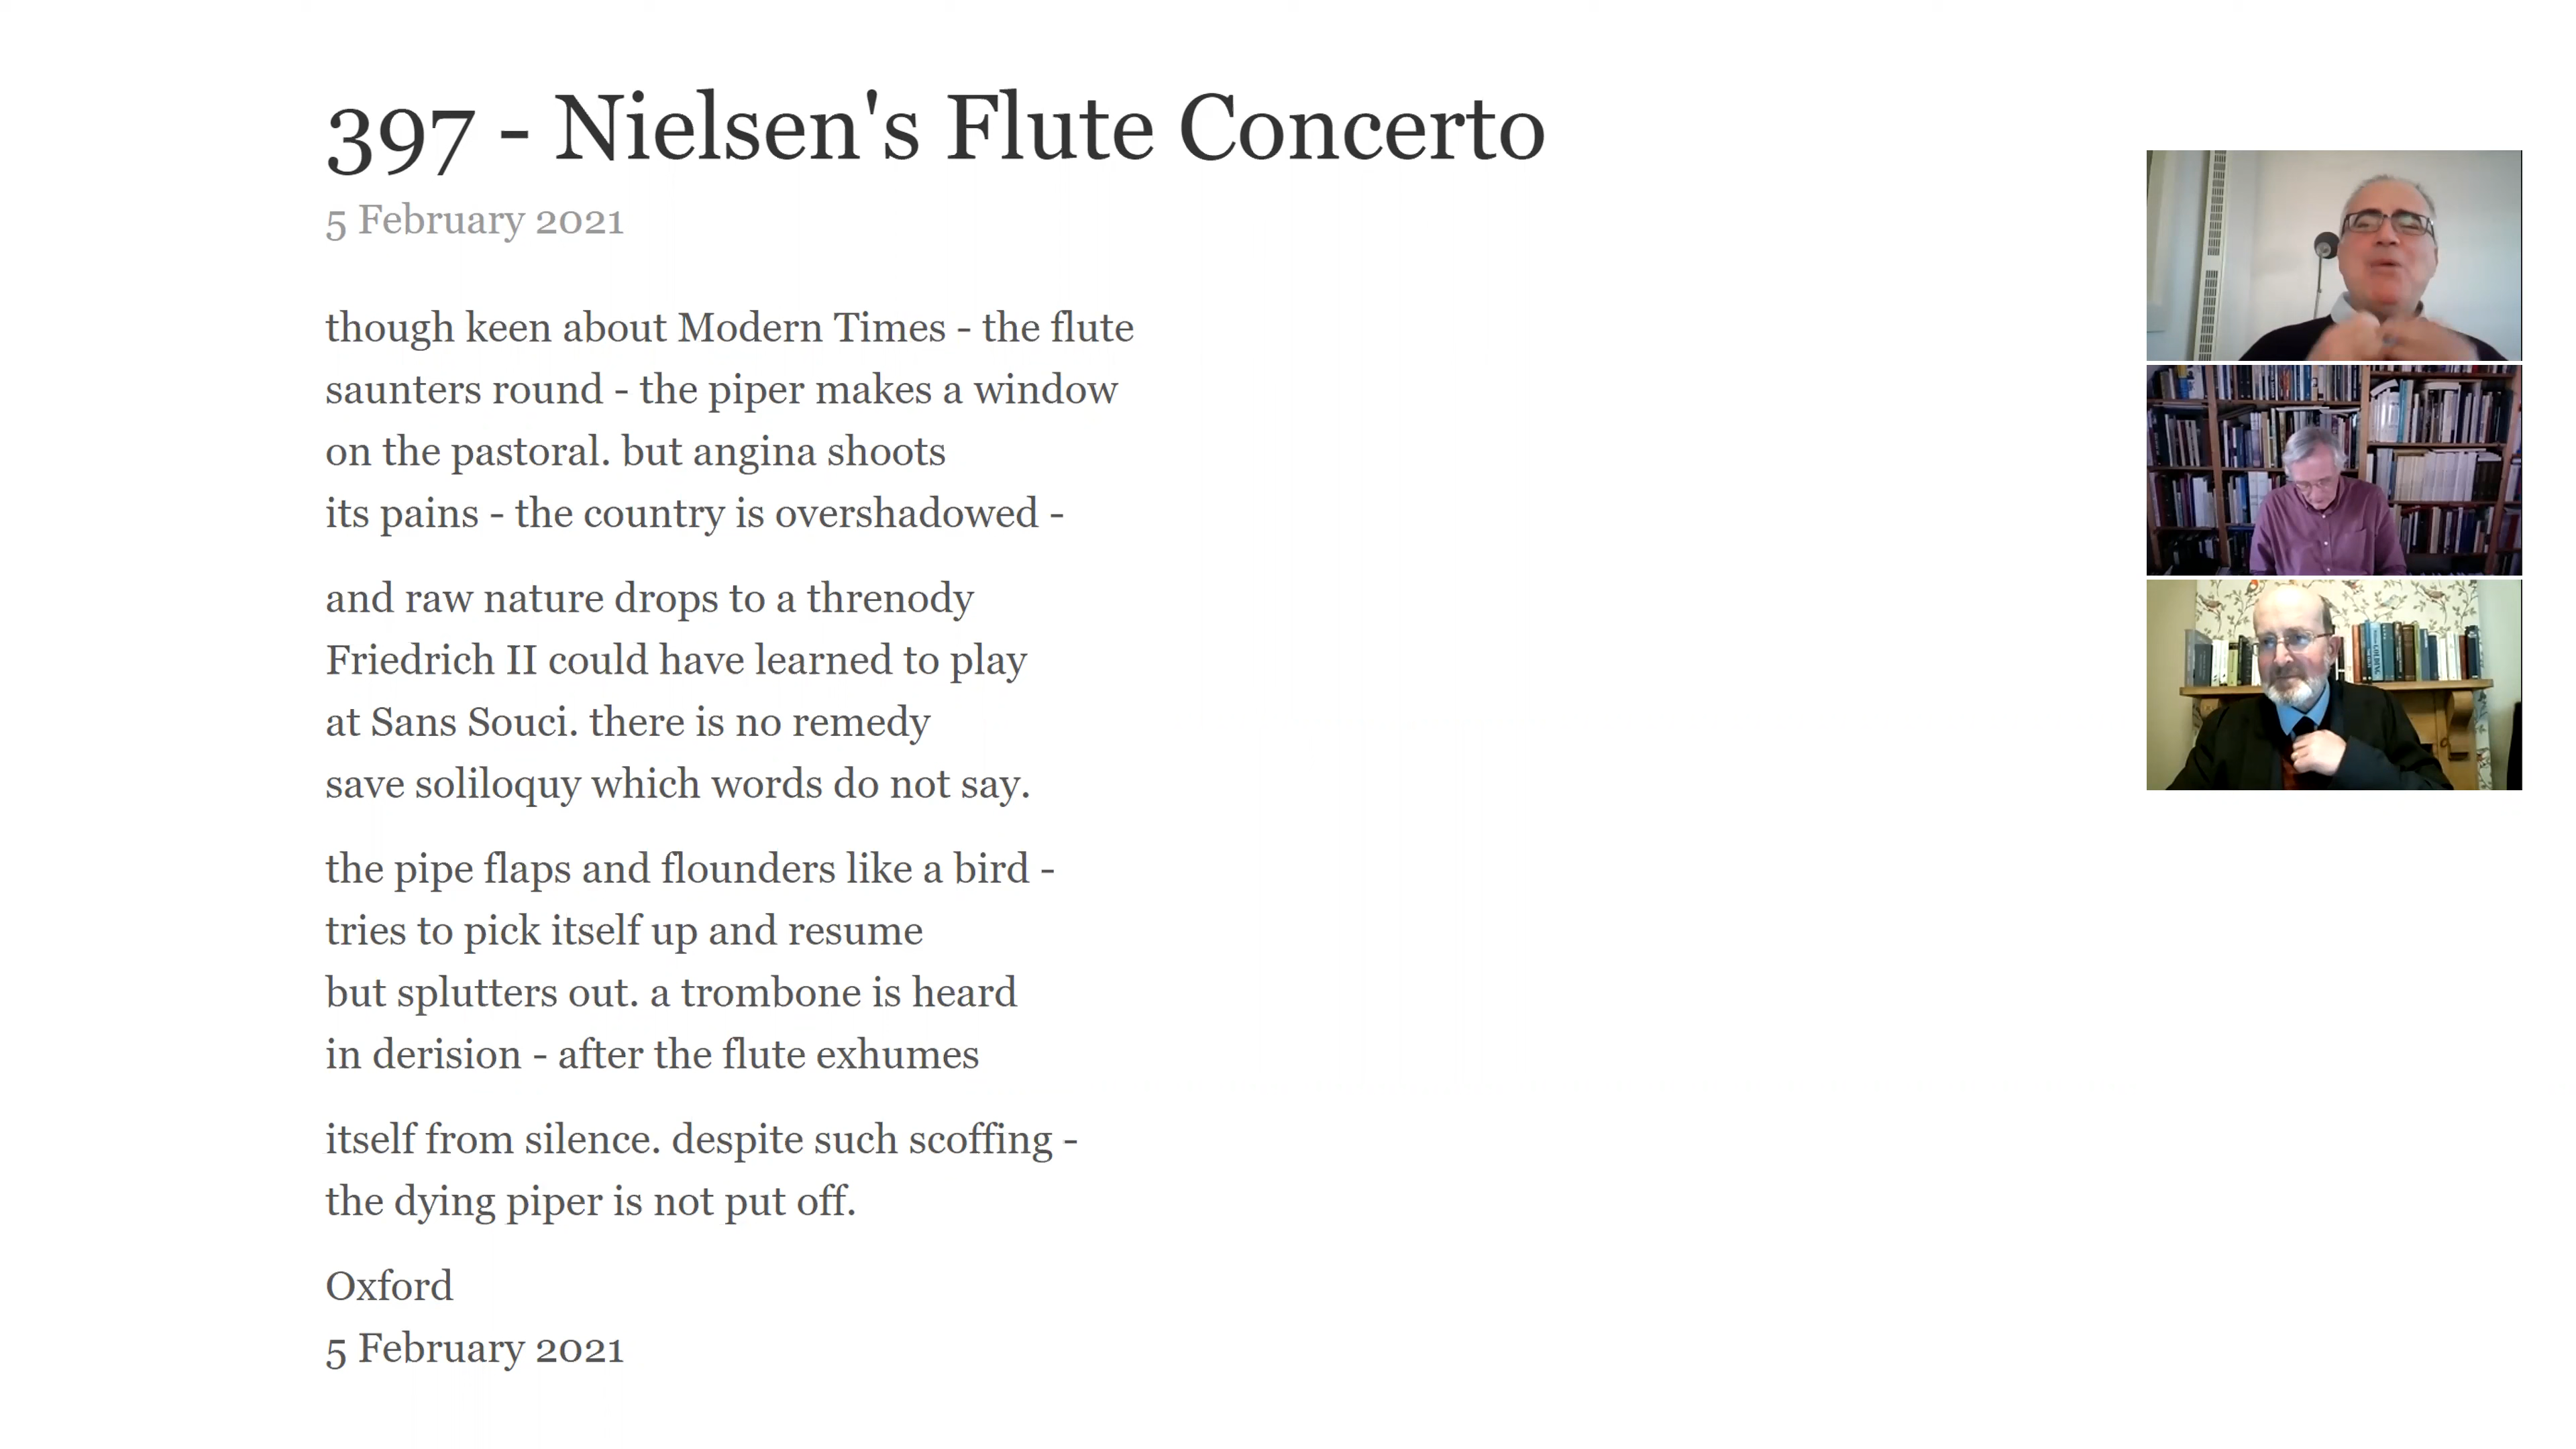 397 - Nielsen's Flute Concerto
5 February 2021
though keen about Modern Times - the flute
saunters round - the piper makes a window
on the pastoral. but angina shoots
its pains - the country is overshadowed -
and raw nature drops to a threnody
Friedrich II could have learned to play
at Sans Souci. there is no remedy
save soliloquy which words do not say.
the pipe flaps and flounders like a bird -
tries to pick itself up and resume
but splutters out. a trombone is heard
in derision - after the flute exhumes
itself from silence. despite such scoffing -
the dying piper is not put off.
Oxford
5 February 2021